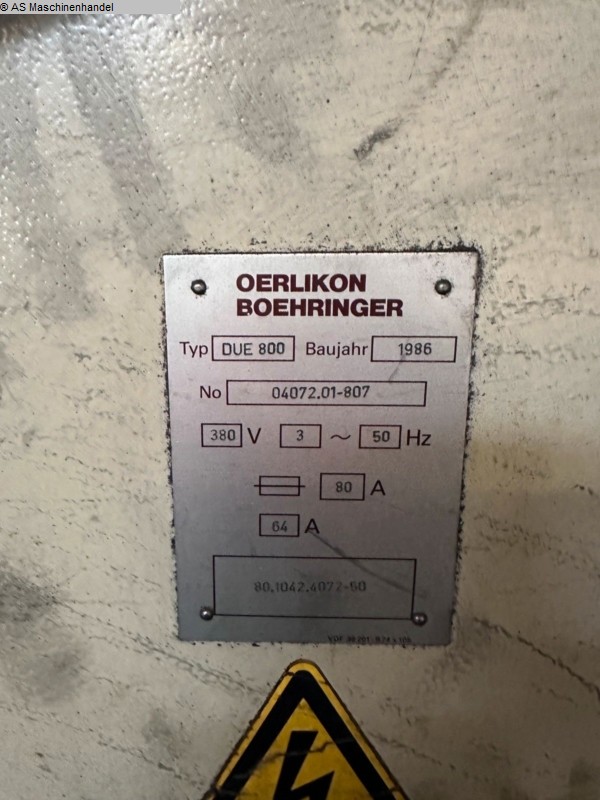 © AS Maschinenhandel
OERLIKON
BOEHRINGER
Typ DUE 800 Baujahr 1986
No 04072.01-807
380 V 3 ~ 50 Hz
80 A
64 A
80.1042.4072-50